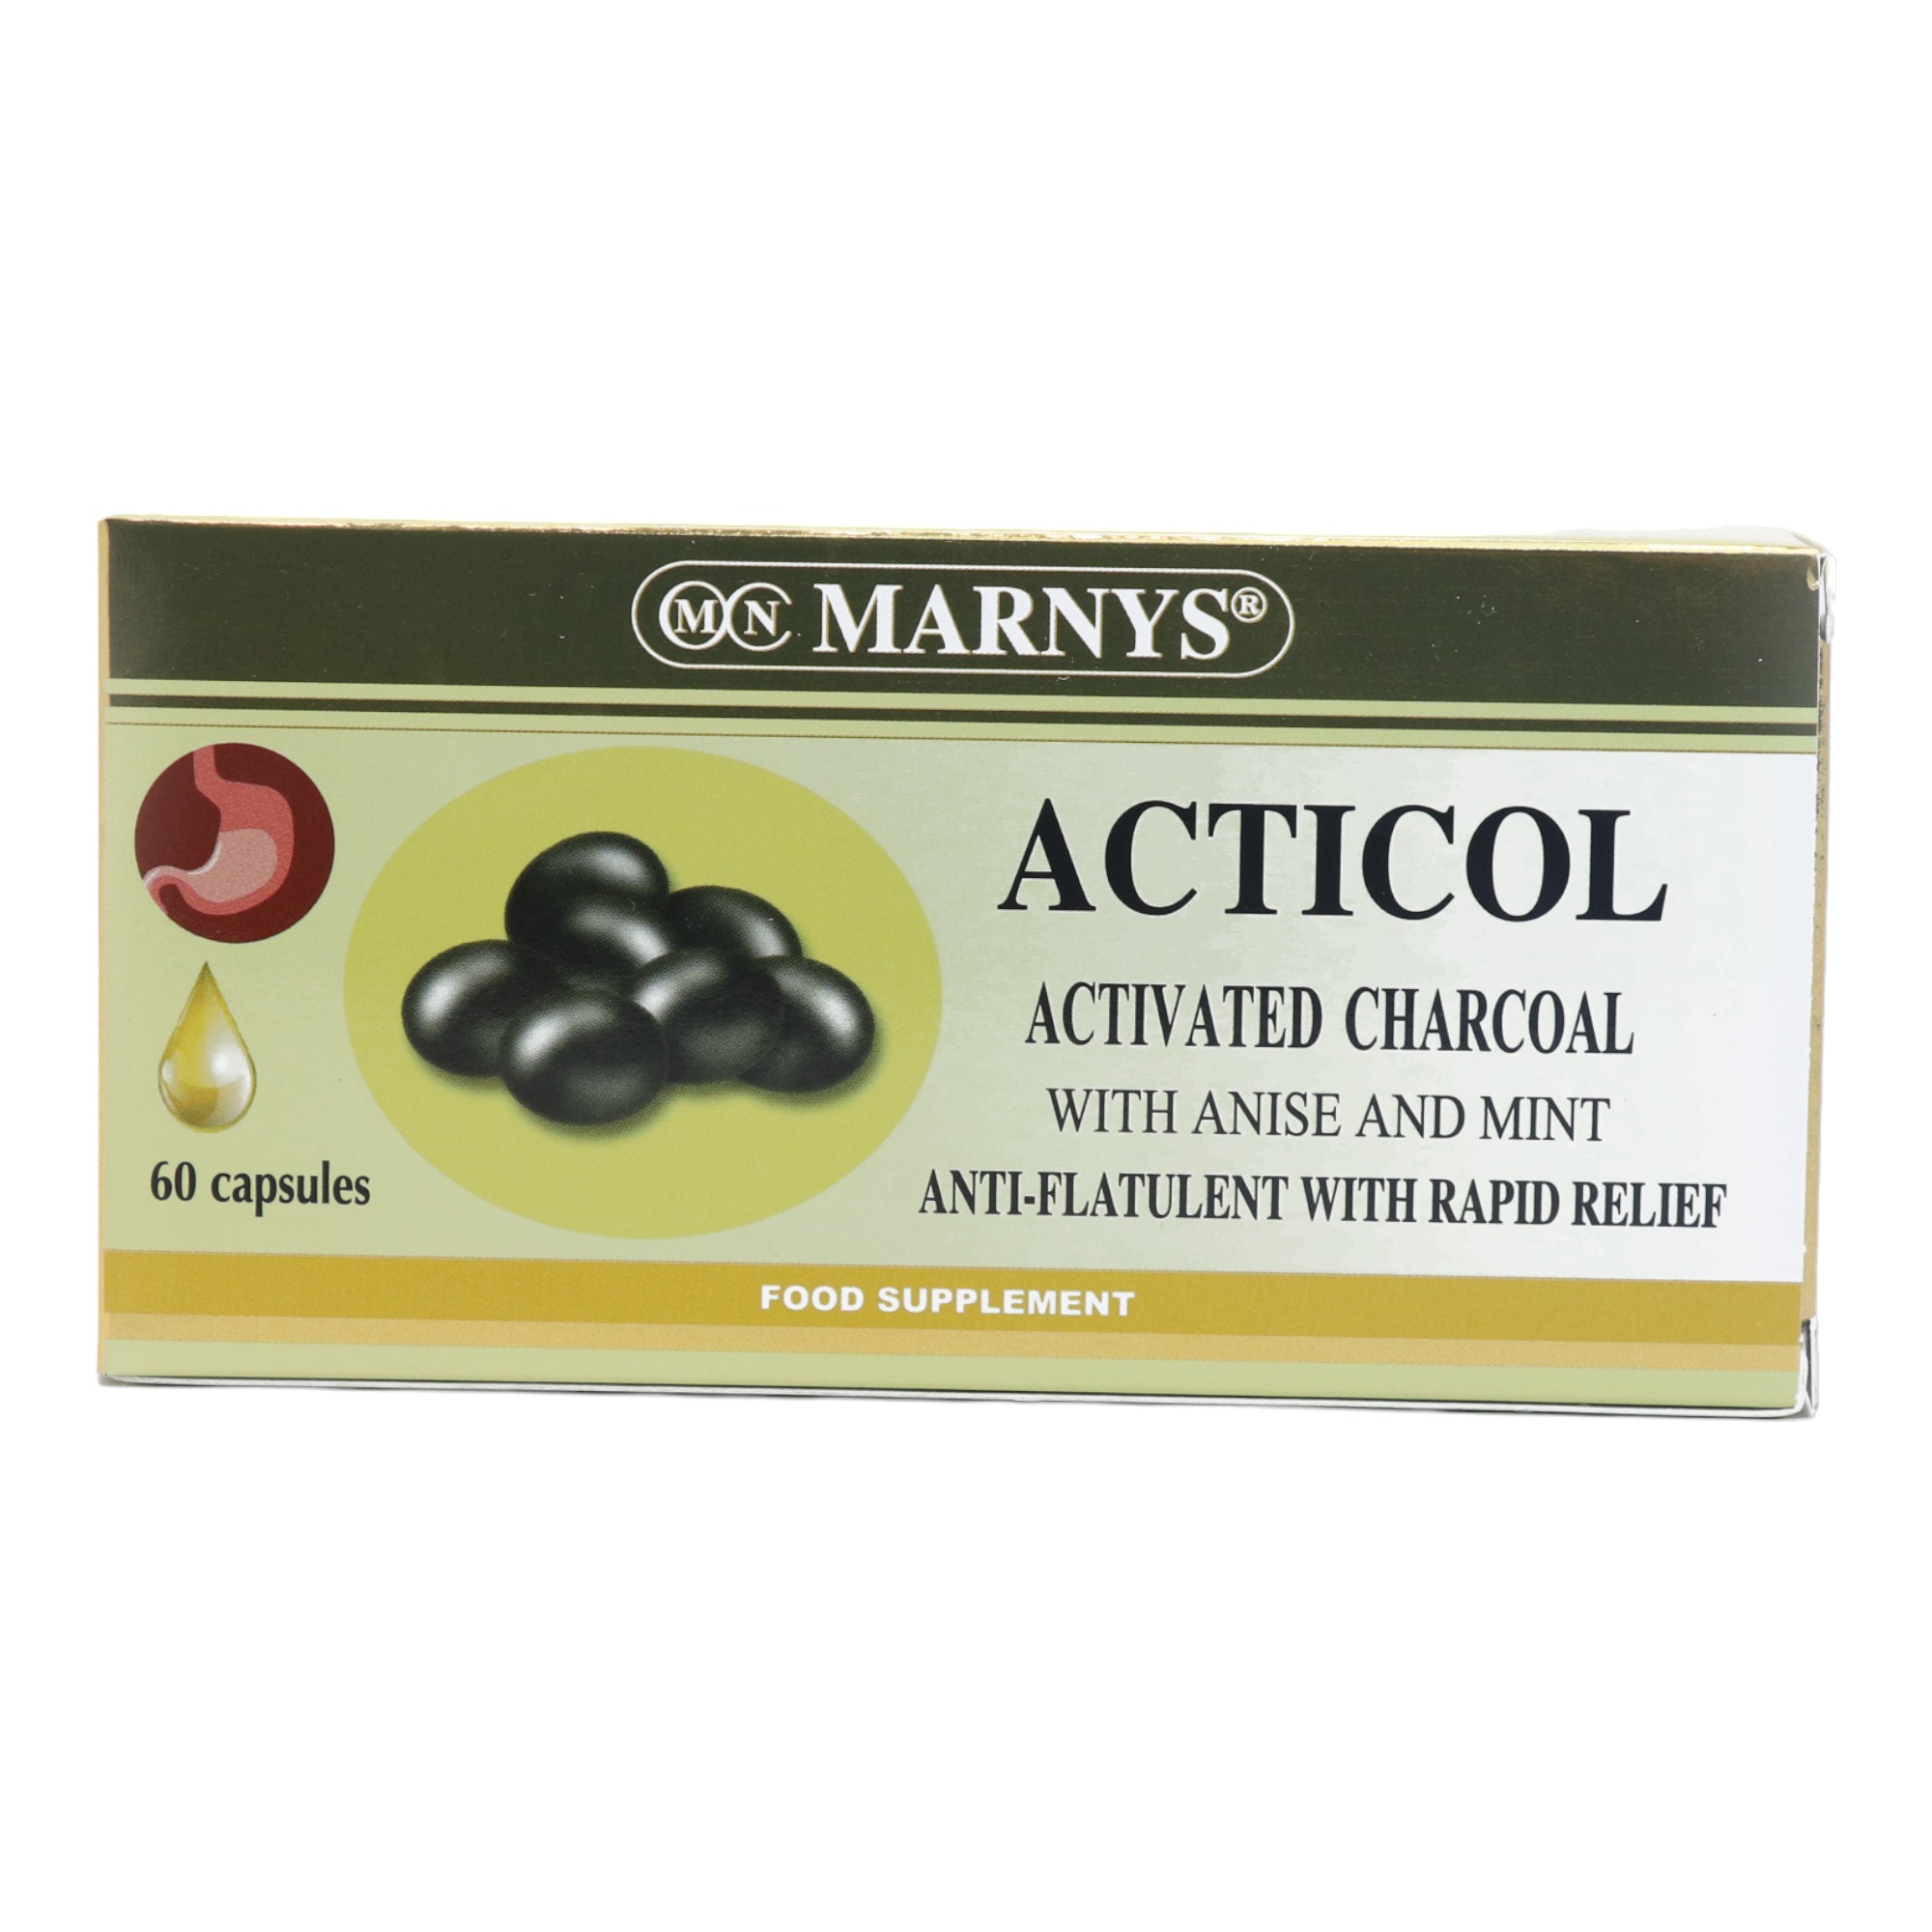 MN MARNYS®
ACTICOL
ACTIVATED CHARCOAL
WITH ANISE AND MINT
ANTI-FLATULENT WITH RAPID RELIEF
60 capsules
FOOD SUPPLEMENT